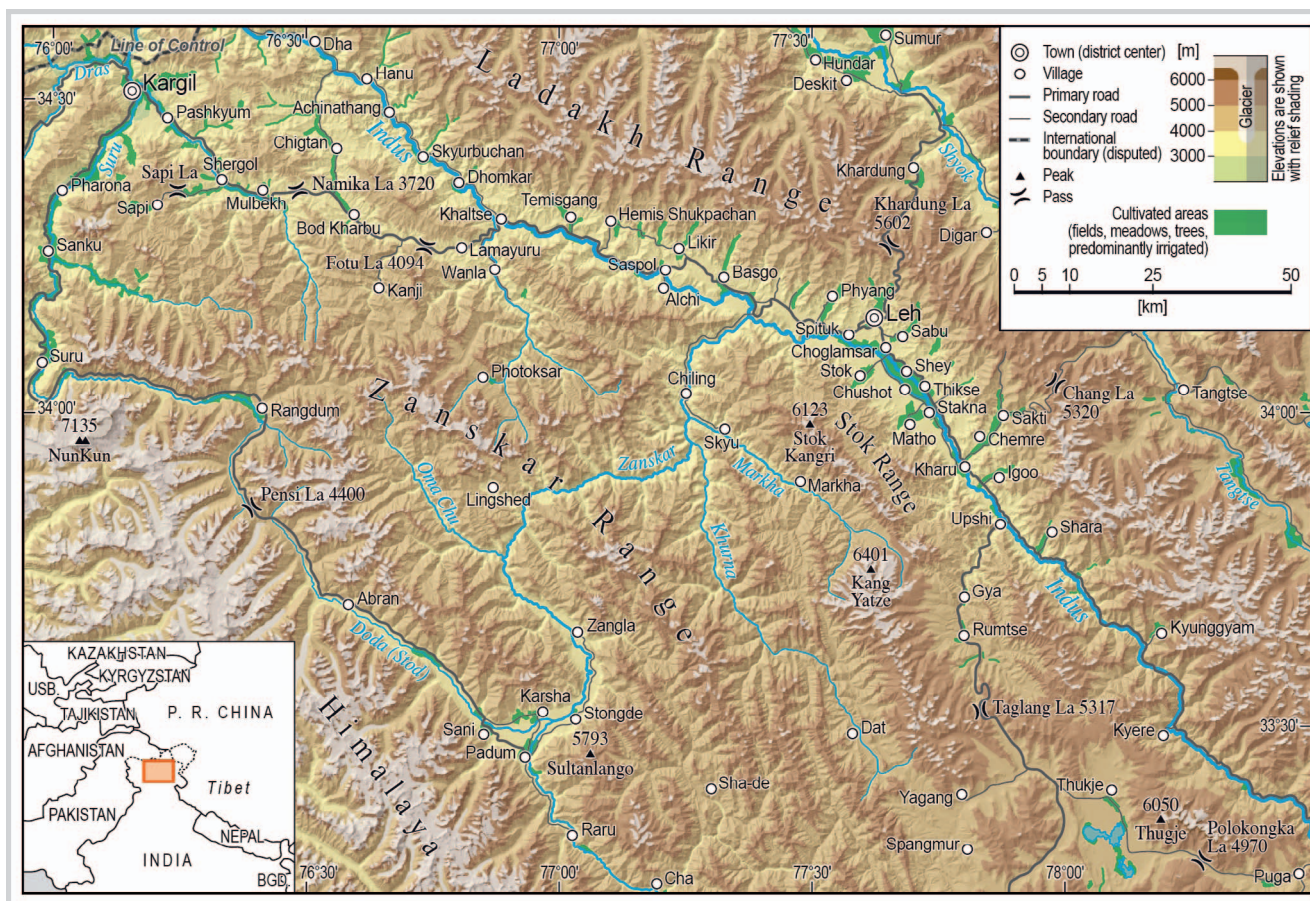 76°00'
76°30'
77°00'
77°30'
Line of Control
Dha
Sumur
Dras
Kargil
Hanu
Hundar
Deskit
34°30'
Pashkyum
Achinathang
Ladakh Range
Chigtan
Indus
Shyok
Suru
Skyurbuchan
Sapi La
Shergol
Khardung
Pharona
Namika La 3720
Dhomkar
Sapi
Mulbekh
Khardung La
5602
Khaltse
Temisgang
Hemis Shukpachan
Bod Kharbu
Digar
Sanku
Fotu La 4094
Lamayuru
Likir
Wanla
Saspol
Basgo
Kanji
Alchi
Phyang
Leh
Spituk
Sabu
Choglamsar
Suru
Stok
Shey
Photoksar
Chiling
Chushot
Thikse
Chang La
5320
Tangtse
Stakna
34°00'
34°00'
Rangdum
Zanskar Range
6123
Stok
Kangri
Stok Range
Sakti
7135
NunKun
Skyu
Matho
Chemre
Zanskar
Markha
Kharu
Igoo
Oma Chu
Markha
Tangtse
Pensi La 4400
Lingshed
Upshi
Shara
Khurna
6401
Kang
Yatze
Indus
Gya
Abran
Zangla
Rumtse
Kyunggyam
Doda (Stod)
Himalaya
Karsha
Taglang La 5317
Stongde
Sani
Dat
33°30'
Kyere
5793
Sultanlango
Padum
Sha-de
Yagang
Thukje
6050
Thugje
Raru
Polokongka
La 4970
Spangmur
Cha
Puga
76°30'
77°00'
77°30'
78°00'
Town (district center)
Village
Primary road
Secondary road
International
boundary (disputed)
Peak
Pass
[m]
6000
5000
4000
3000
Glacier
Elevations are shown
with relief shading
Cultivated areas
(fields, meadows, trees,
predominantly irrigated)
0 5 10 25 50
[km]
KAZAKHSTAN
KYRGYZSTAN
USB.
TAJIKISTAN
P. R. CHINA
AFGHANISTAN
Tibet
PAKISTAN
NEPAL
INDIA
BGD.